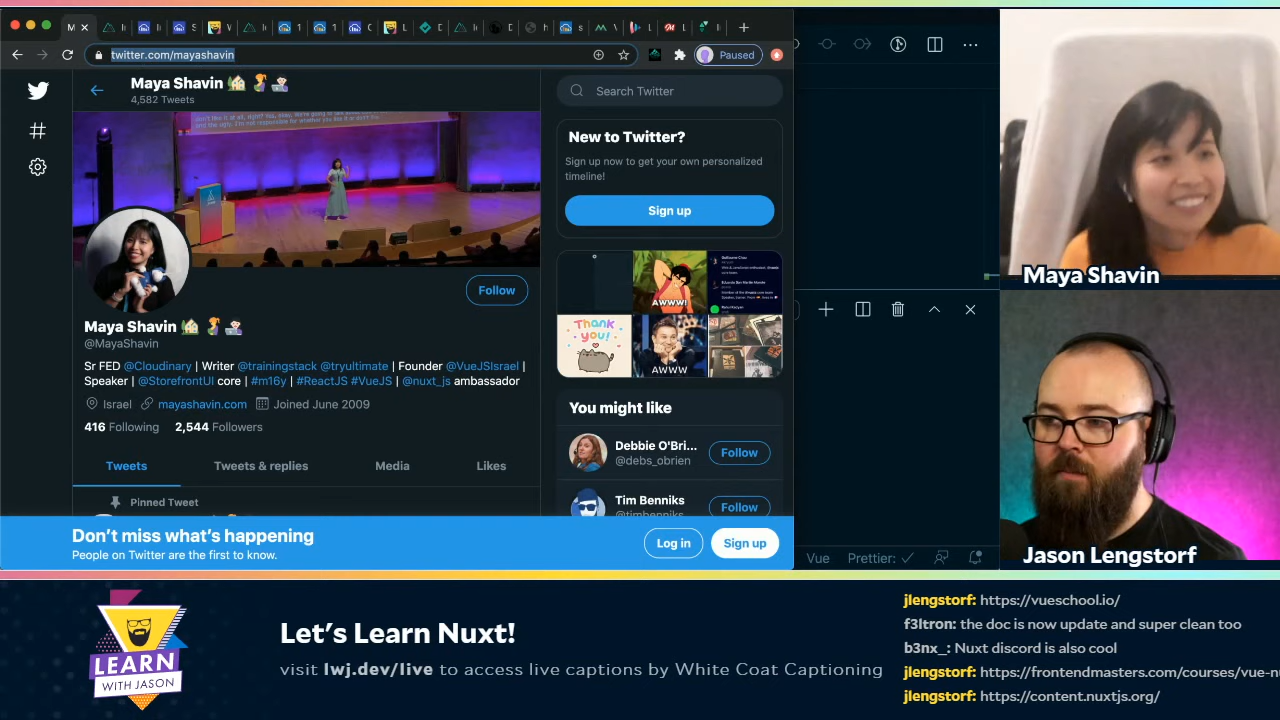 M
twitter.com/mayashavin
Paused
Maya Shavin
4,582 Tweets
Search Twitter
New to Twitter?
Sign up now to get your own personalized
timeline!
Sign up
Follow
Maya Shavin
@MayaShavin
Sr FED @Cloudinary | Writer @trainingstack @tryultimate | Founder @VueJSIsrael |
Speaker | @StorefrontUI core | #m16y | #ReactJS #VueJS | @nuxt_js ambassador
Israel mayashavin.com Joined June 2009
416 Following 2,544 Followers
Tweets Tweets & replies Media Likes
Pinned Tweet
AWWW!
THANK
you!
AWWW
You might like
Debbie O'Bri...
@debs_obrien
Follow
Tim Benniks
@timbenniks
Follow
Don't miss what's happening
People on Twitter are the first to know.
Log in
Sign up
Vue Prettier:
Maya Shavin
Jason Lengstorf
LEARN
WITH JASON
Let's Learn Nuxt!
visit lwj.dev/live to access live captions by White Coat Captioning
jlengstorf: https://vueschool.io/
f3ltron: the doc is now update and super clean too
b3nx_: Nuxt discord is also cool
jlengstorf: https://frontendmasters.com/courses/vue-n
jlengstorf: https://content.nuxtjs.org/